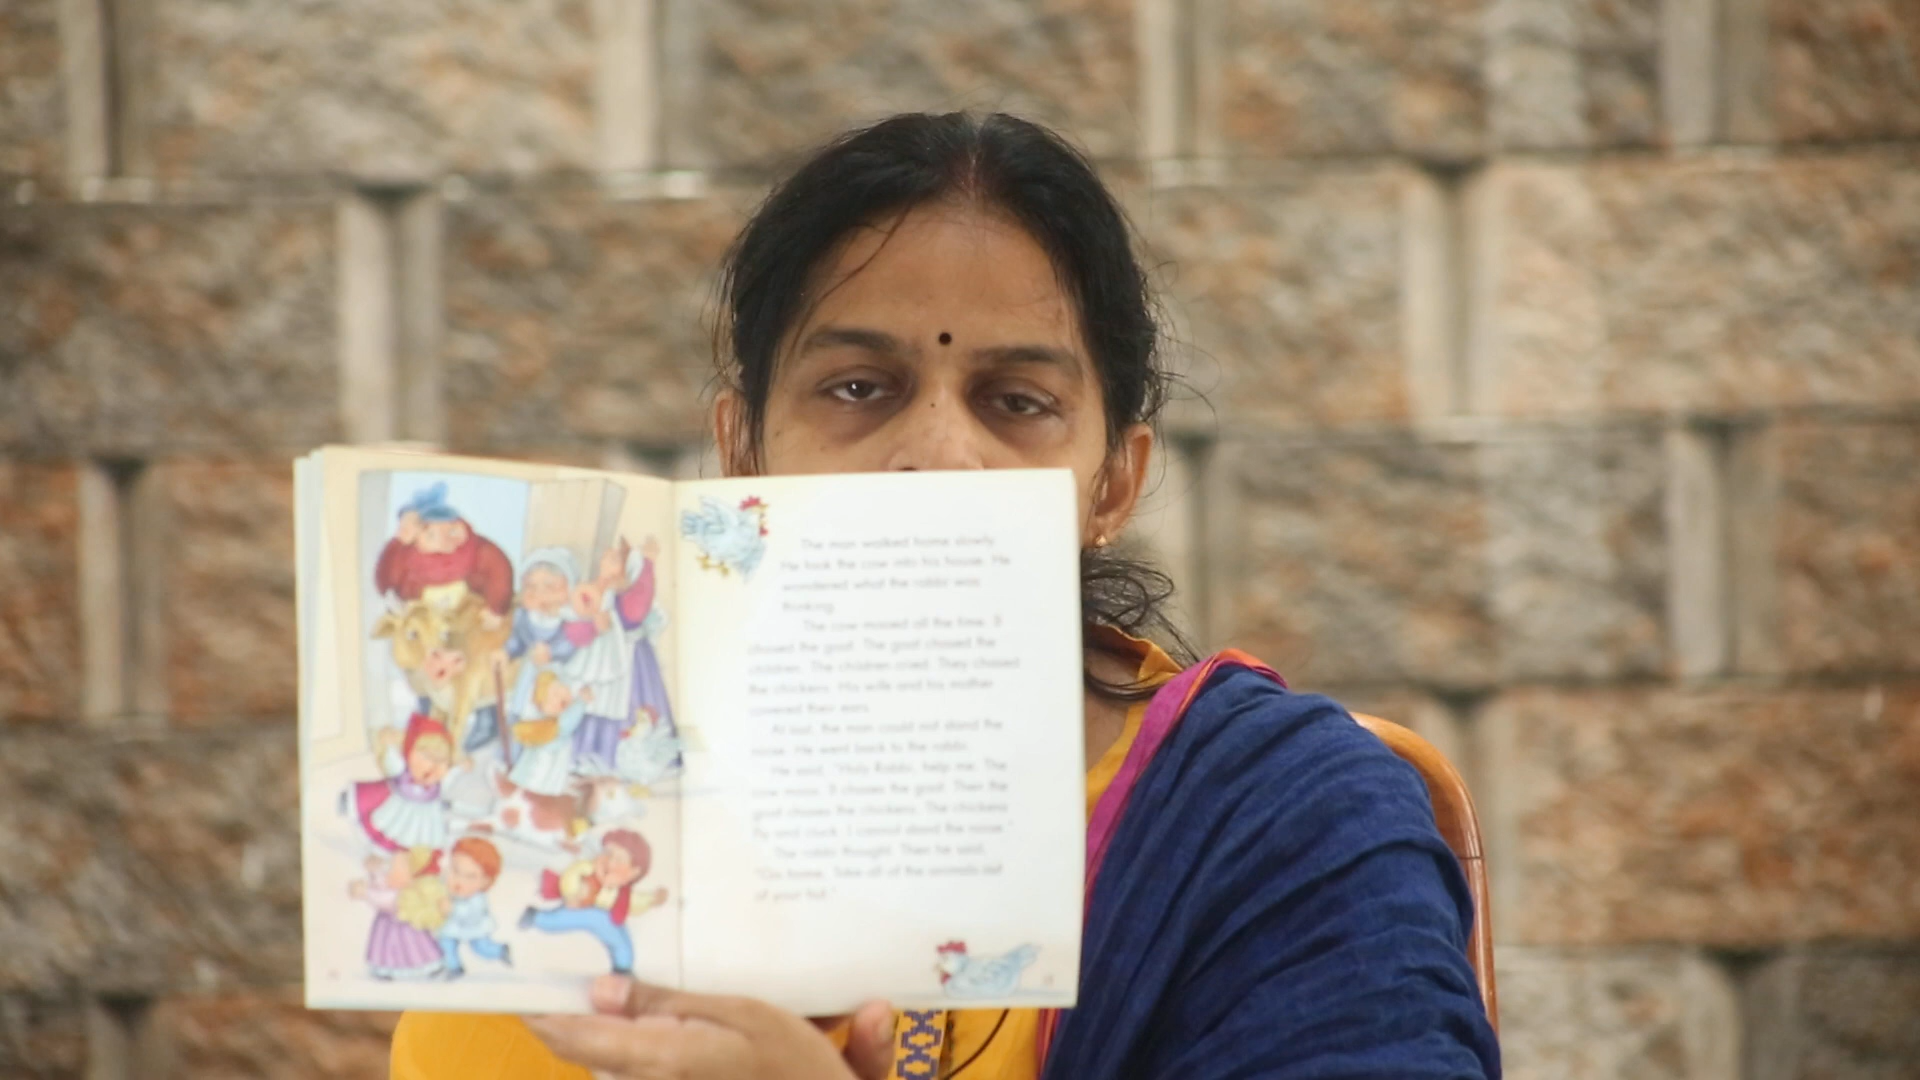 The man walked home slowly.
He took the cow into his house. He
wondered what the rabbi was
thinking.
The cow mooed all the time. It
chased the goat. The goat chased the
children. The children cried. They chased
the chickens. His wife and his mother
covered their ears.
At last, the man could not stand the
noise. He went back to the rabbi.
He said, "Holy Rabbi, help me. The
cow moos. It chases the goat. Then the
goat chases the chickens. The chickens
fly and cluck. I cannot stand the noise."
The rabbi thought. Then he said,
"Go home. Take all of the animals out
of your hut."